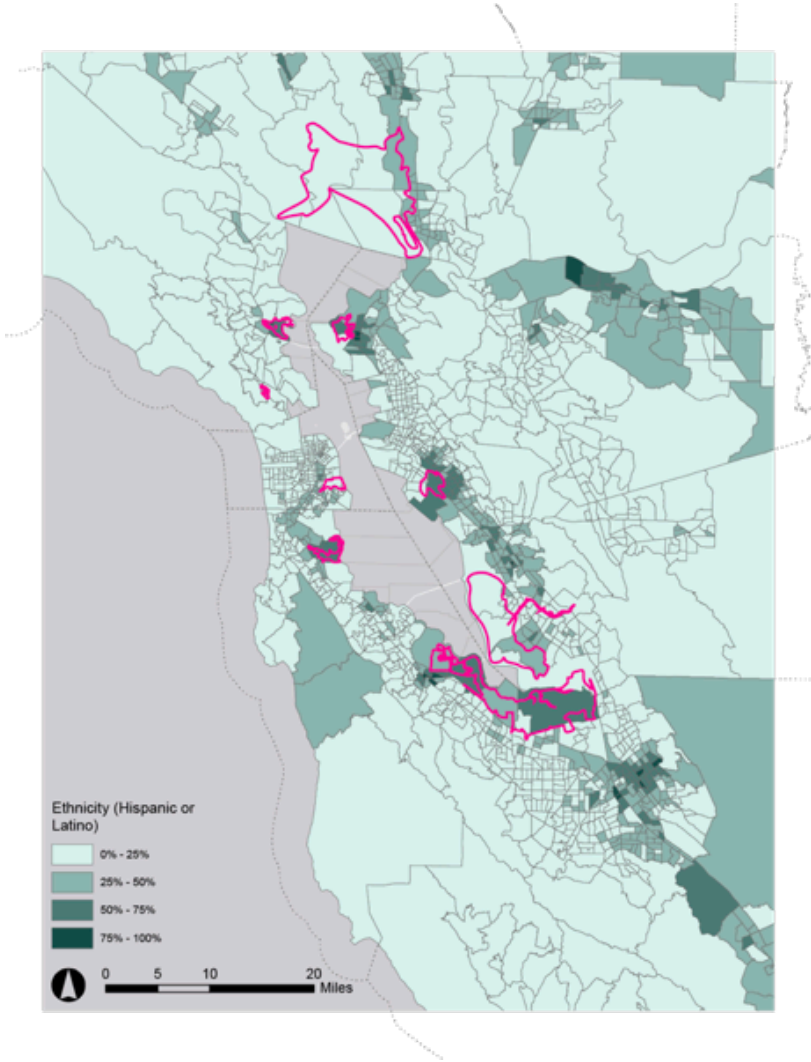 Ethnicity (Hispanic or
Latino)
0% - 25%
25% - 50%
50% - 75%
75% - 100%
0 5 10 20
Miles